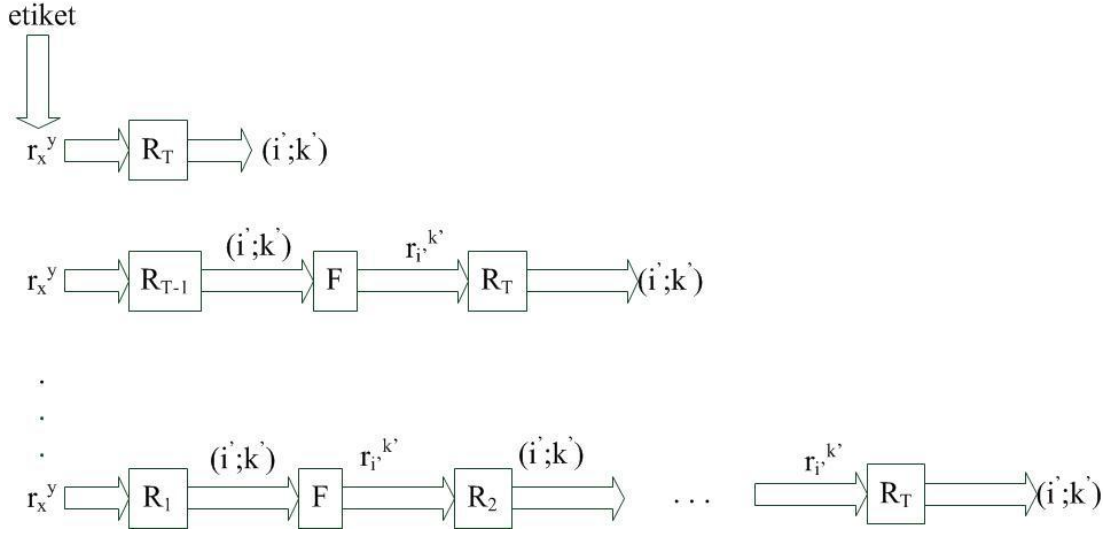 etiket
r_x^y R_T (i';k')
(i';k') r_i'^k'
r_x^y R_T-1 F R_T (i';k')
.
.
.
(i';k') r_i'^k' (i';k') r_i'^k'
r_x^y R_1 F R_2 ... R_T (i';k')